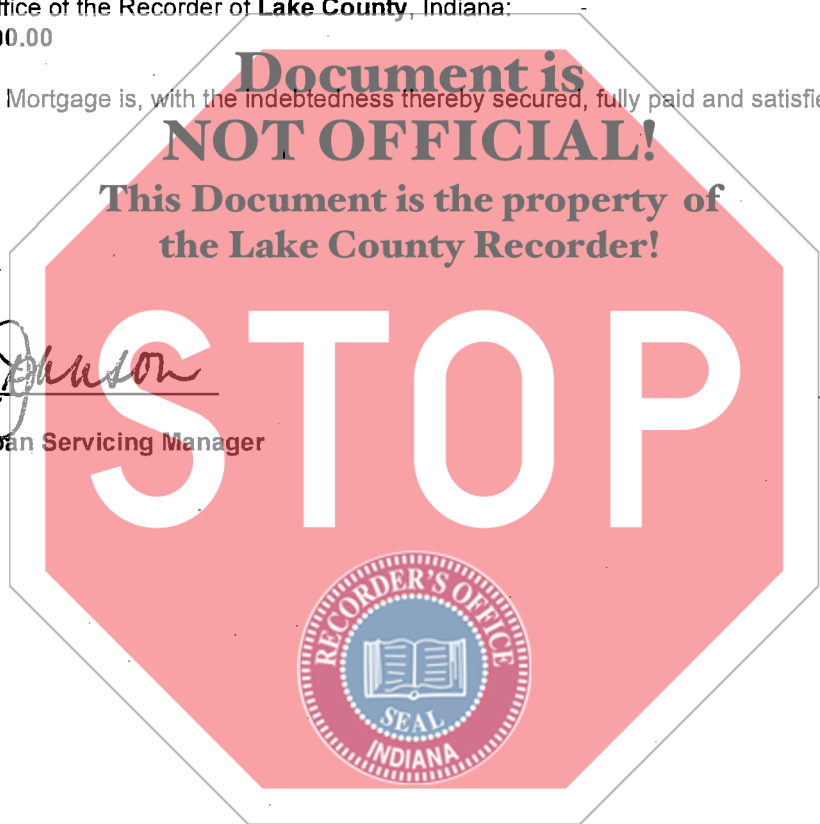 ffice of the Recorder of Lake County, Indiana:
00.00
Document is
Mortgage is, with the indebtedness thereby secured, fully paid and satisfie
NOT OFFICIAL!
This Document is the property of
the Lake County Recorder!
STOP
Johnson
an Servicing Manager
RECORDER'S OFFICE
SEAL
INDIANA